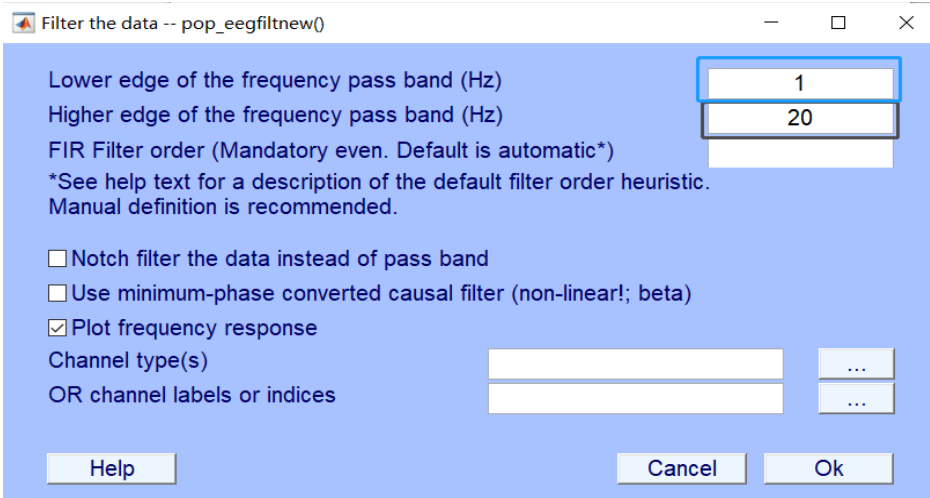 Filter the data -- pop_eegfiltnew()
Lower edge of the frequency pass band (Hz) 1
Higher edge of the frequency pass band (Hz) 20
FIR Filter order (Mandatory even. Default is automatic*)
*See help text for a description of the default filter order heuristic.
Manual definition is recommended.
Notch filter the data instead of pass band
Use minimum-phase converted causal filter (non-linear!; beta)
Plot frequency response
Channel type(s) ...
OR channel labels or indices ...
Help Cancel Ok